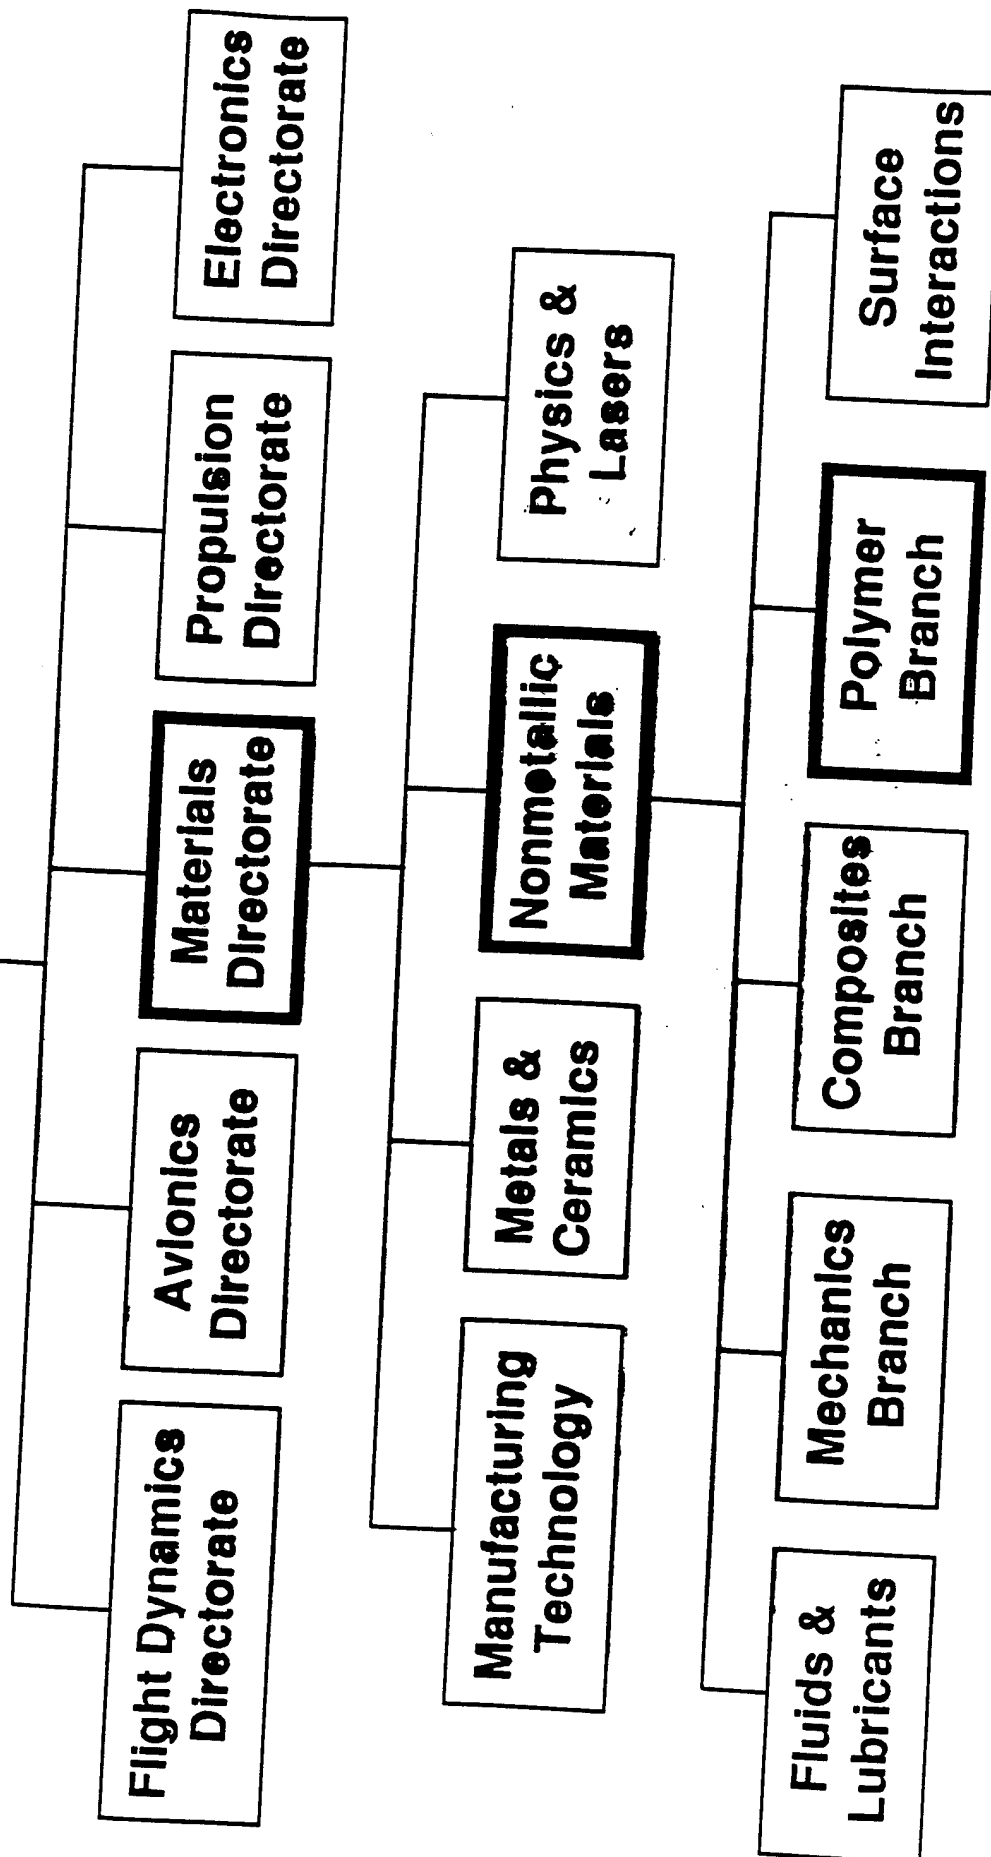 Flight Dynamics
Directorate
Avionics
Directorate
Materials
Directorate
Propulsion
Directorate
Electronics
Directorate
Manufacturing
Technology
Metals &
Ceramics
Nonmetallic
Materials
Physics &
Lasers
Fluids &
Lubricants
Mechanics
Branch
Composites
Branch
Polymer
Branch
Surface
Interactions